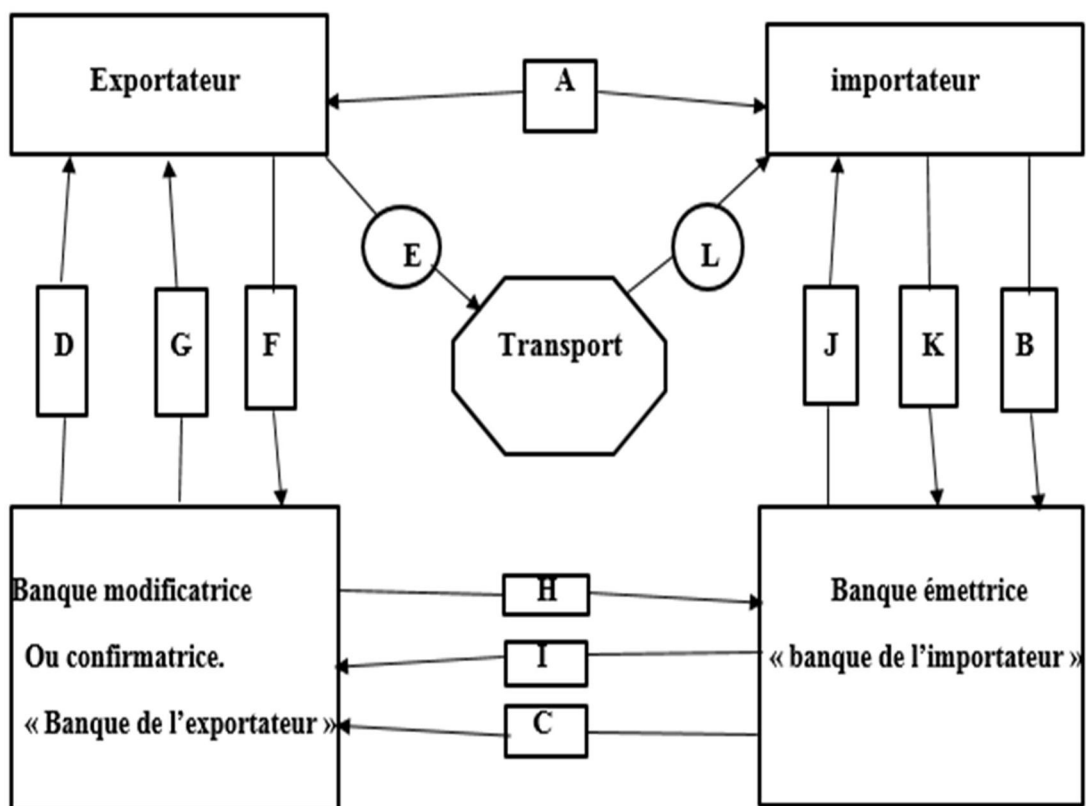 Exportateur
A
importateur
E
L
D
G
F
Transport
J
K
B
Banque modificatrice
Ou confirmatrice.
« Banque de l’exportateur »
H
I
C
Banque émettrice
« banque de l’importateur »